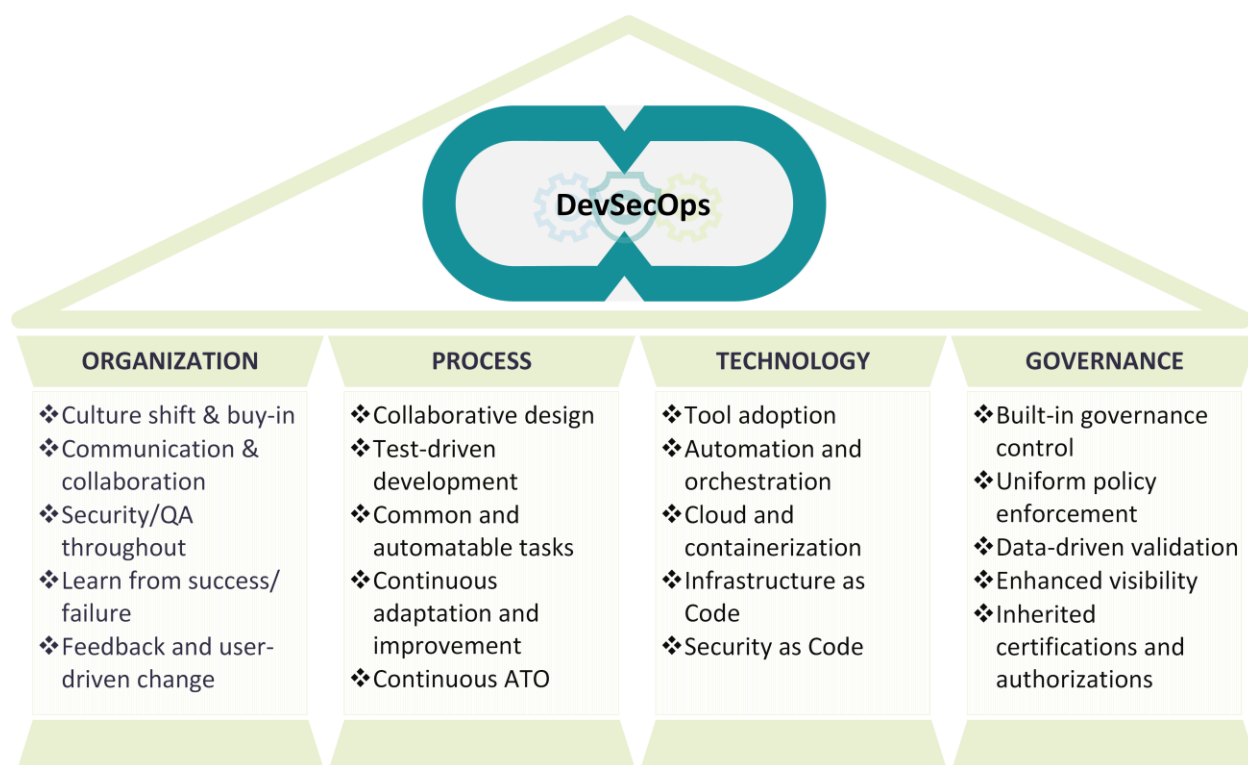 DevSecOps
ORGANIZATION
❖Culture shift & buy-in
❖Communication &
collaboration
❖Security/QA
throughout
❖Learn from success/
failure
❖Feedback and user-
driven change
PROCESS
❖Collaborative design
❖Test-driven
development
❖Common and
automatable tasks
❖Continuous
adaptation and
improvement
❖Continuous ATO
TECHNOLOGY
❖Tool adoption
❖Automation and
orchestration
❖Cloud and
containerization
❖Infrastructure as
Code
❖Security as Code
GOVERNANCE
❖Built-in governance
control
❖Uniform policy
enforcement
❖Data-driven validation
❖Enhanced visibility
❖Inherited
certifications and
authorizations